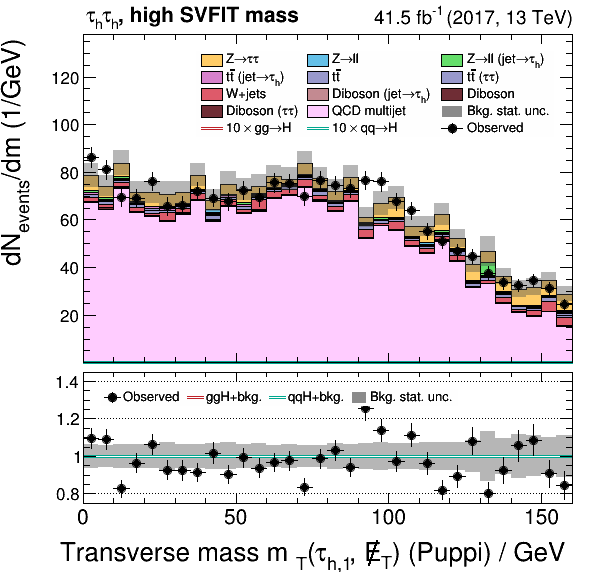 τhτh, high SVFIT mass 41.5 fb⁻¹ (2017, 13 TeV)
dNevents/dm (1/GeV)
Z→ττ Z→ll Z→ll (jet→τh)
tt̄ (jet→τh) tt̄ tt̄ (ττ)
W+jets Diboson (jet→τh) Diboson
Diboson (ττ) QCD multijet Bkg. stat. unc.
10 × gg→H 10 × qq→H Observed
120
100
80
60
40
20
Observed ggH+bkg. qqH+bkg. Bkg. stat. unc.
1.4
1.2
1
0.8
0 50 100 150
Transverse mass m T(τh,1, E̸T) (Puppi) / GeV